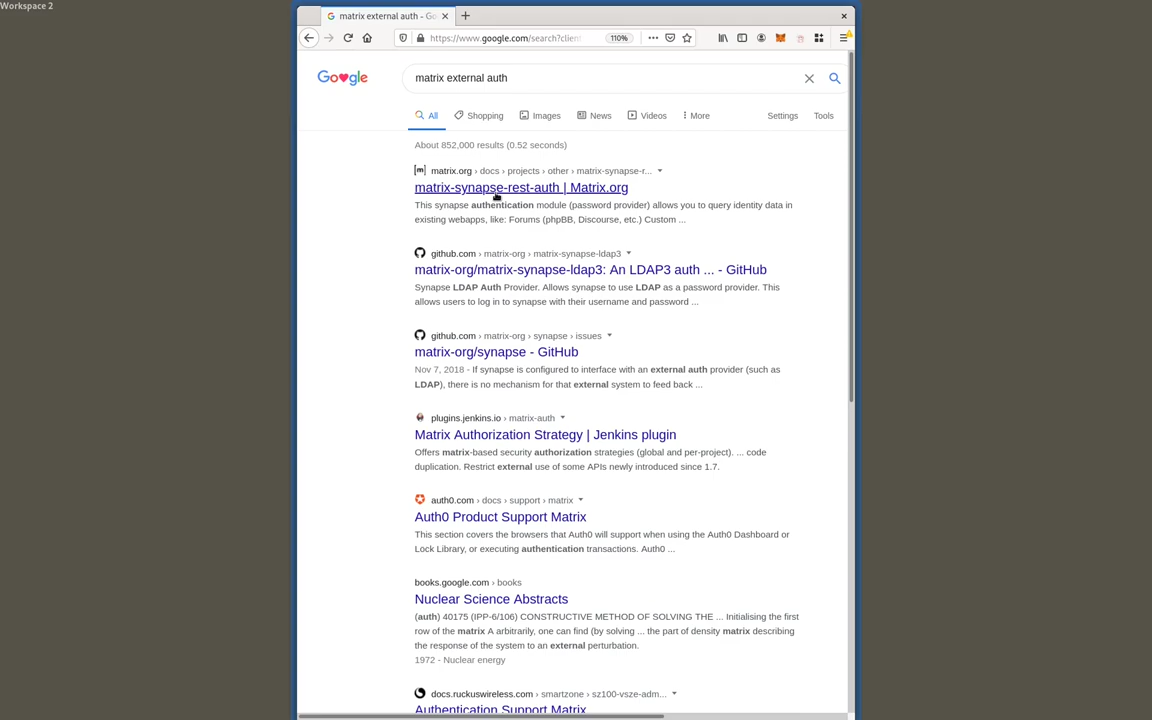 Workspace 2
matrix external auth - Go
https://www.google.com/search?clien
110%
Google
matrix external auth
All Shopping Images News Videos More Settings Tools
About 852,000 results (0.52 seconds)
matrix.org › docs › projects › other › matrix-synapse-r...
matrix-synapse-rest-auth | Matrix.org
This synapse authentication module (password provider) allows you to query identity data in
existing webapps, like: Forums (phpBB, Discourse, etc.) Custom ...
github.com › matrix-org › matrix-synapse-ldap3
matrix-org/matrix-synapse-ldap3: An LDAP3 auth ... - GitHub
Synapse LDAP Auth Provider. Allows synapse to use LDAP as a password provider. This
allows users to log in to synapse with their username and password ...
github.com › matrix-org › synapse › issues
matrix-org/synapse - GitHub
Nov 7, 2018 - If synapse is configured to interface with an external auth provider (such as
LDAP), there is no mechanism for that external system to feed back ...
plugins.jenkins.io › matrix-auth
Matrix Authorization Strategy | Jenkins plugin
Offers matrix-based security authorization strategies (global and per-project). ... code
duplication. Restrict external use of some APIs newly introduced since 1.7.
auth0.com › docs › support › matrix
Auth0 Product Support Matrix
This section covers the browsers that Auth0 will support when using the Auth0 Dashboard or
Lock Library, or executing authentication transactions. Auth0 ...
books.google.com › books
Nuclear Science Abstracts
(auth) 40175 (IPP-6/106) CONSTRUCTIVE METHOD OF SOLVING THE ... Initialising the first
row of the matrix A arbitrarily, one can find (by solving ... the part of density matrix describing
the response of the system to an external perturbation.
1972 - Nuclear energy
docs.ruckuswireless.com › smartzone › sz100-vsze-adm...
Authentication Support Matrix